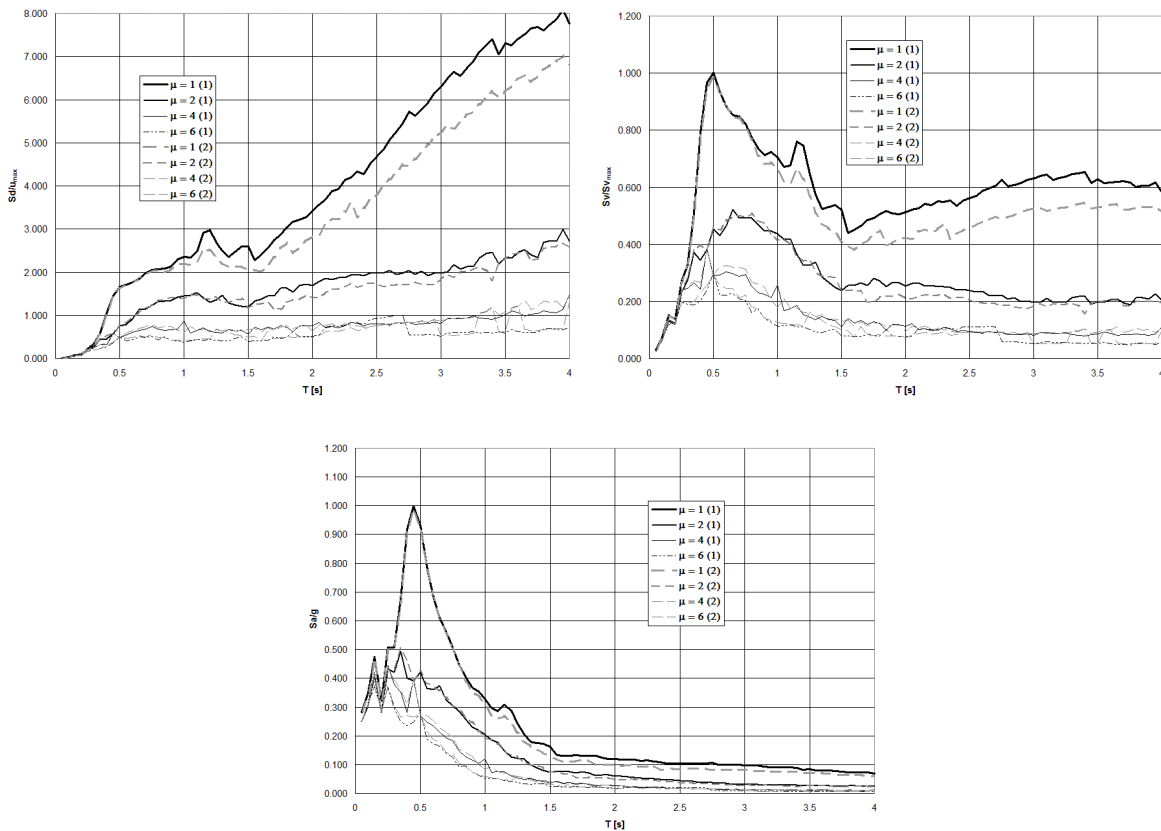 8.000
7.000
6.000
5.000
4.000
3.000
2.000
1.000
0.000
Sd/u_max
0 0.5 1 1.5 2 2.5 3 3.5 4
T [s]
μ = 1 (1)
μ = 2 (1)
μ = 4 (1)
μ = 6 (1)
μ = 1 (2)
μ = 2 (2)
μ = 4 (2)
μ = 6 (2)
1.200
1.000
0.800
0.600
0.400
0.200
0.000
Sv/Sv_max
0 0.5 1 1.5 2 2.5 3 3.5 4
T [s]
μ = 1 (1)
μ = 2 (1)
μ = 4 (1)
μ = 6 (1)
μ = 1 (2)
μ = 2 (2)
μ = 4 (2)
μ = 6 (2)
1.200
1.100
1.000
0.900
0.800
0.700
0.600
0.500
0.400
0.300
0.200
0.100
0.000
Sa/g
0 0.5 1 1.5 2 2.5 3 3.5 4
T [s]
μ = 1 (1)
μ = 2 (1)
μ = 4 (1)
μ = 6 (1)
μ = 1 (2)
μ = 2 (2)
μ = 4 (2)
μ = 6 (2)